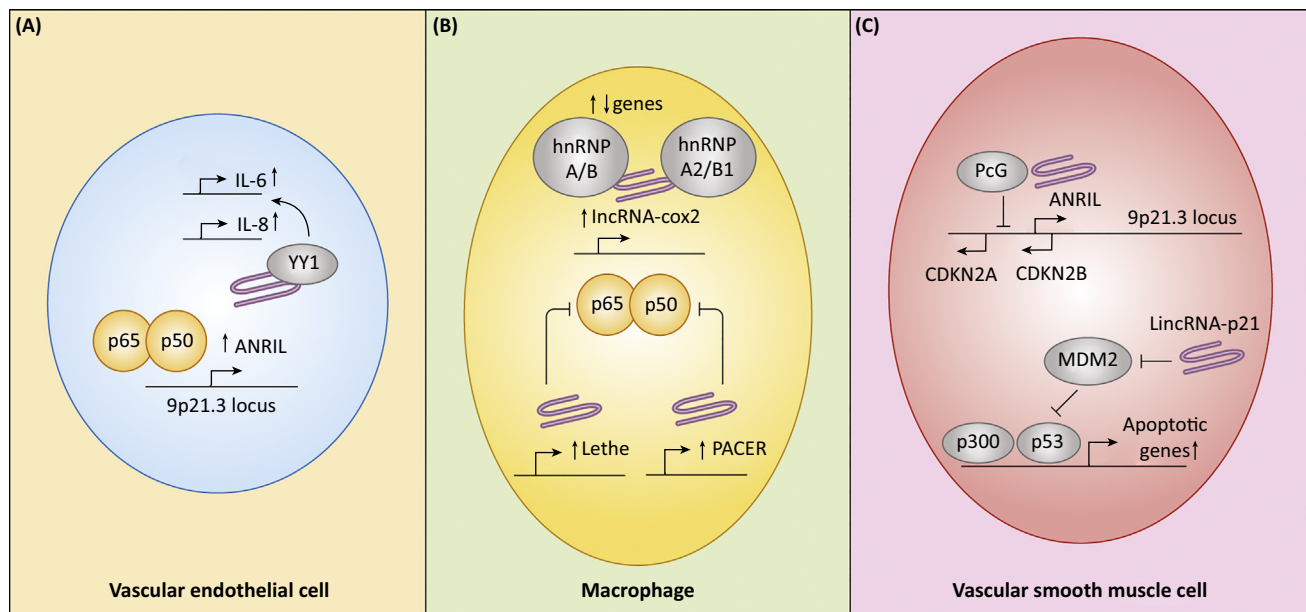 (A)
IL-6↑
IL-8↑
YY1
p65 p50
↑ANRIL
9p21.3 locus
Vascular endothelial cell
(B)
↑↓genes
hnRNP
A/B
hnRNP
A2/B1
↑lncRNA-cox2
p65 p50
↑Lethe
↑PACER
Macrophage
(C)
PcG
ANRIL
9p21.3 locus
CDKN2A
CDKN2B
LincRNA-p21
MDM2
p300 p53
Apoptotic
genes↑
Vascular smooth muscle cell